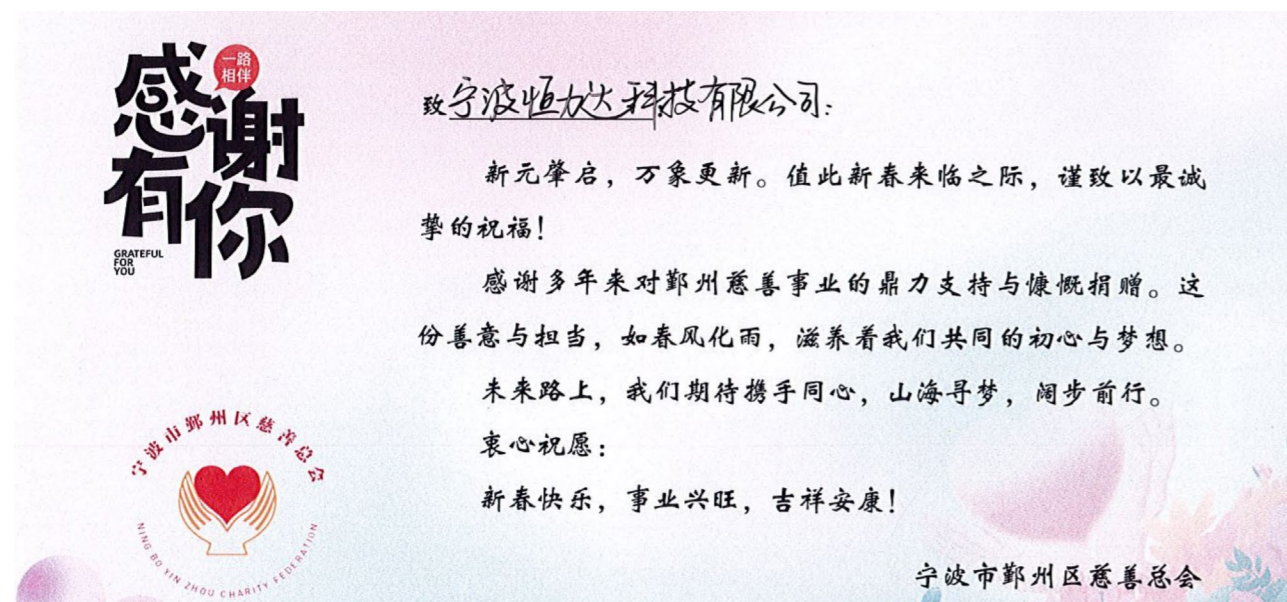 感谢有你
一路
相伴
GRATEFUL
FOR
YOU
致宁波恒力达科技有限公司:
新元肇启，万象更新。值此新春来临之际，谨致以最诚
挚的祝福！
感谢多年来对鄞州慈善事业的鼎力支持与慷慨捐赠。这
份善意与担当，如春风化雨，滋养着我们共同的初心与梦想。
未来路上，我们期待携手同心，山海寻梦，阔步前行。
衷心祝愿：
新春快乐，事业兴旺，吉祥安康！
宁波市鄞州区慈善总会
宁波市鄞州区慈善总会
NING BO YIN ZHOU CHARITY FEDERATION